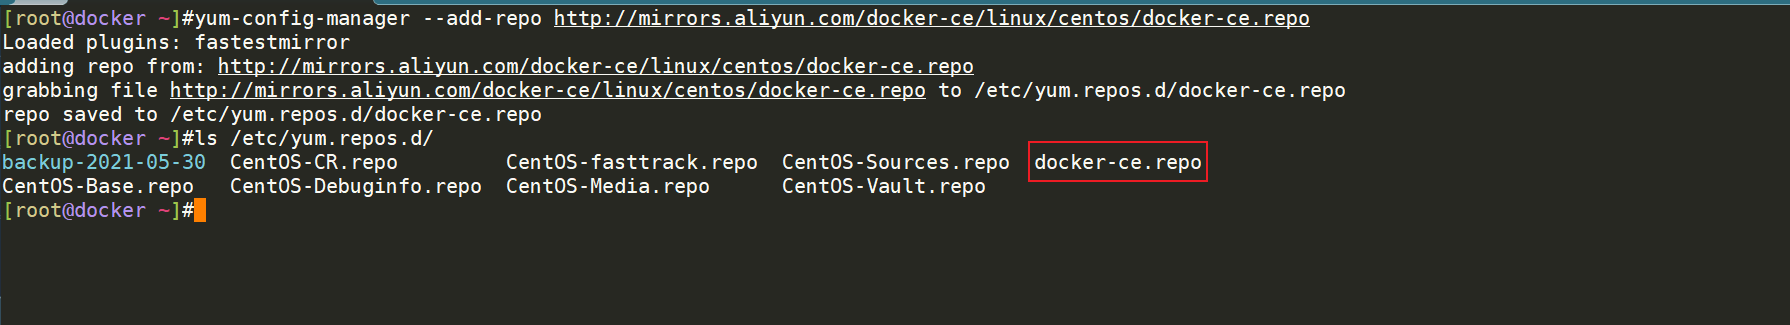 [root@docker ~]#yum-config-manager --add-repo http://mirrors.aliyun.com/docker-ce/linux/centos/docker-ce.repo
Loaded plugins: fastestmirror
adding repo from: http://mirrors.aliyun.com/docker-ce/linux/centos/docker-ce.repo
grabbing file http://mirrors.aliyun.com/docker-ce/linux/centos/docker-ce.repo to /etc/yum.repos.d/docker-ce.repo
repo saved to /etc/yum.repos.d/docker-ce.repo
[root@docker ~]#ls /etc/yum.repos.d/
backup-2021-05-30  CentOS-CR.repo         CentOS-fasttrack.repo  CentOS-Sources.repo  docker-ce.repo
CentOS-Base.repo   CentOS-Debuginfo.repo  CentOS-Media.repo      CentOS-Vault.repo
[root@docker ~]#